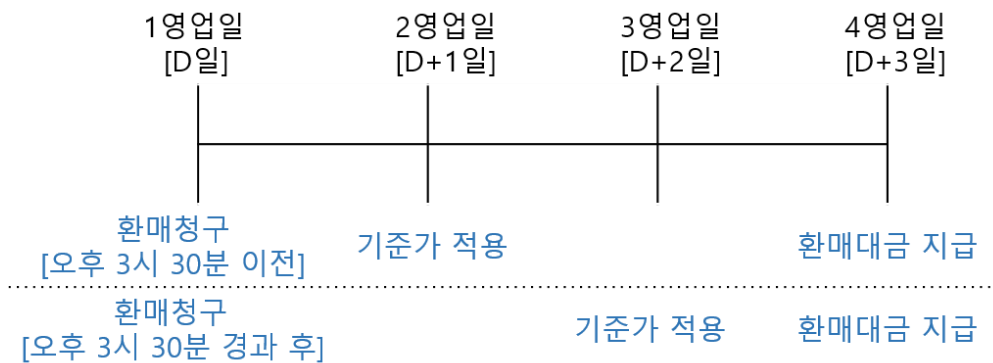 1영업일 2영업일 3영업일 4영업일
[D일] [D+1일] [D+2일] [D+3일]
환매청구
[오후 3시 30분 이전] 기준가 적용 환매대금 지급
환매청구
[오후 3시 30분 경과 후] 기준가 적용 환매대금 지급